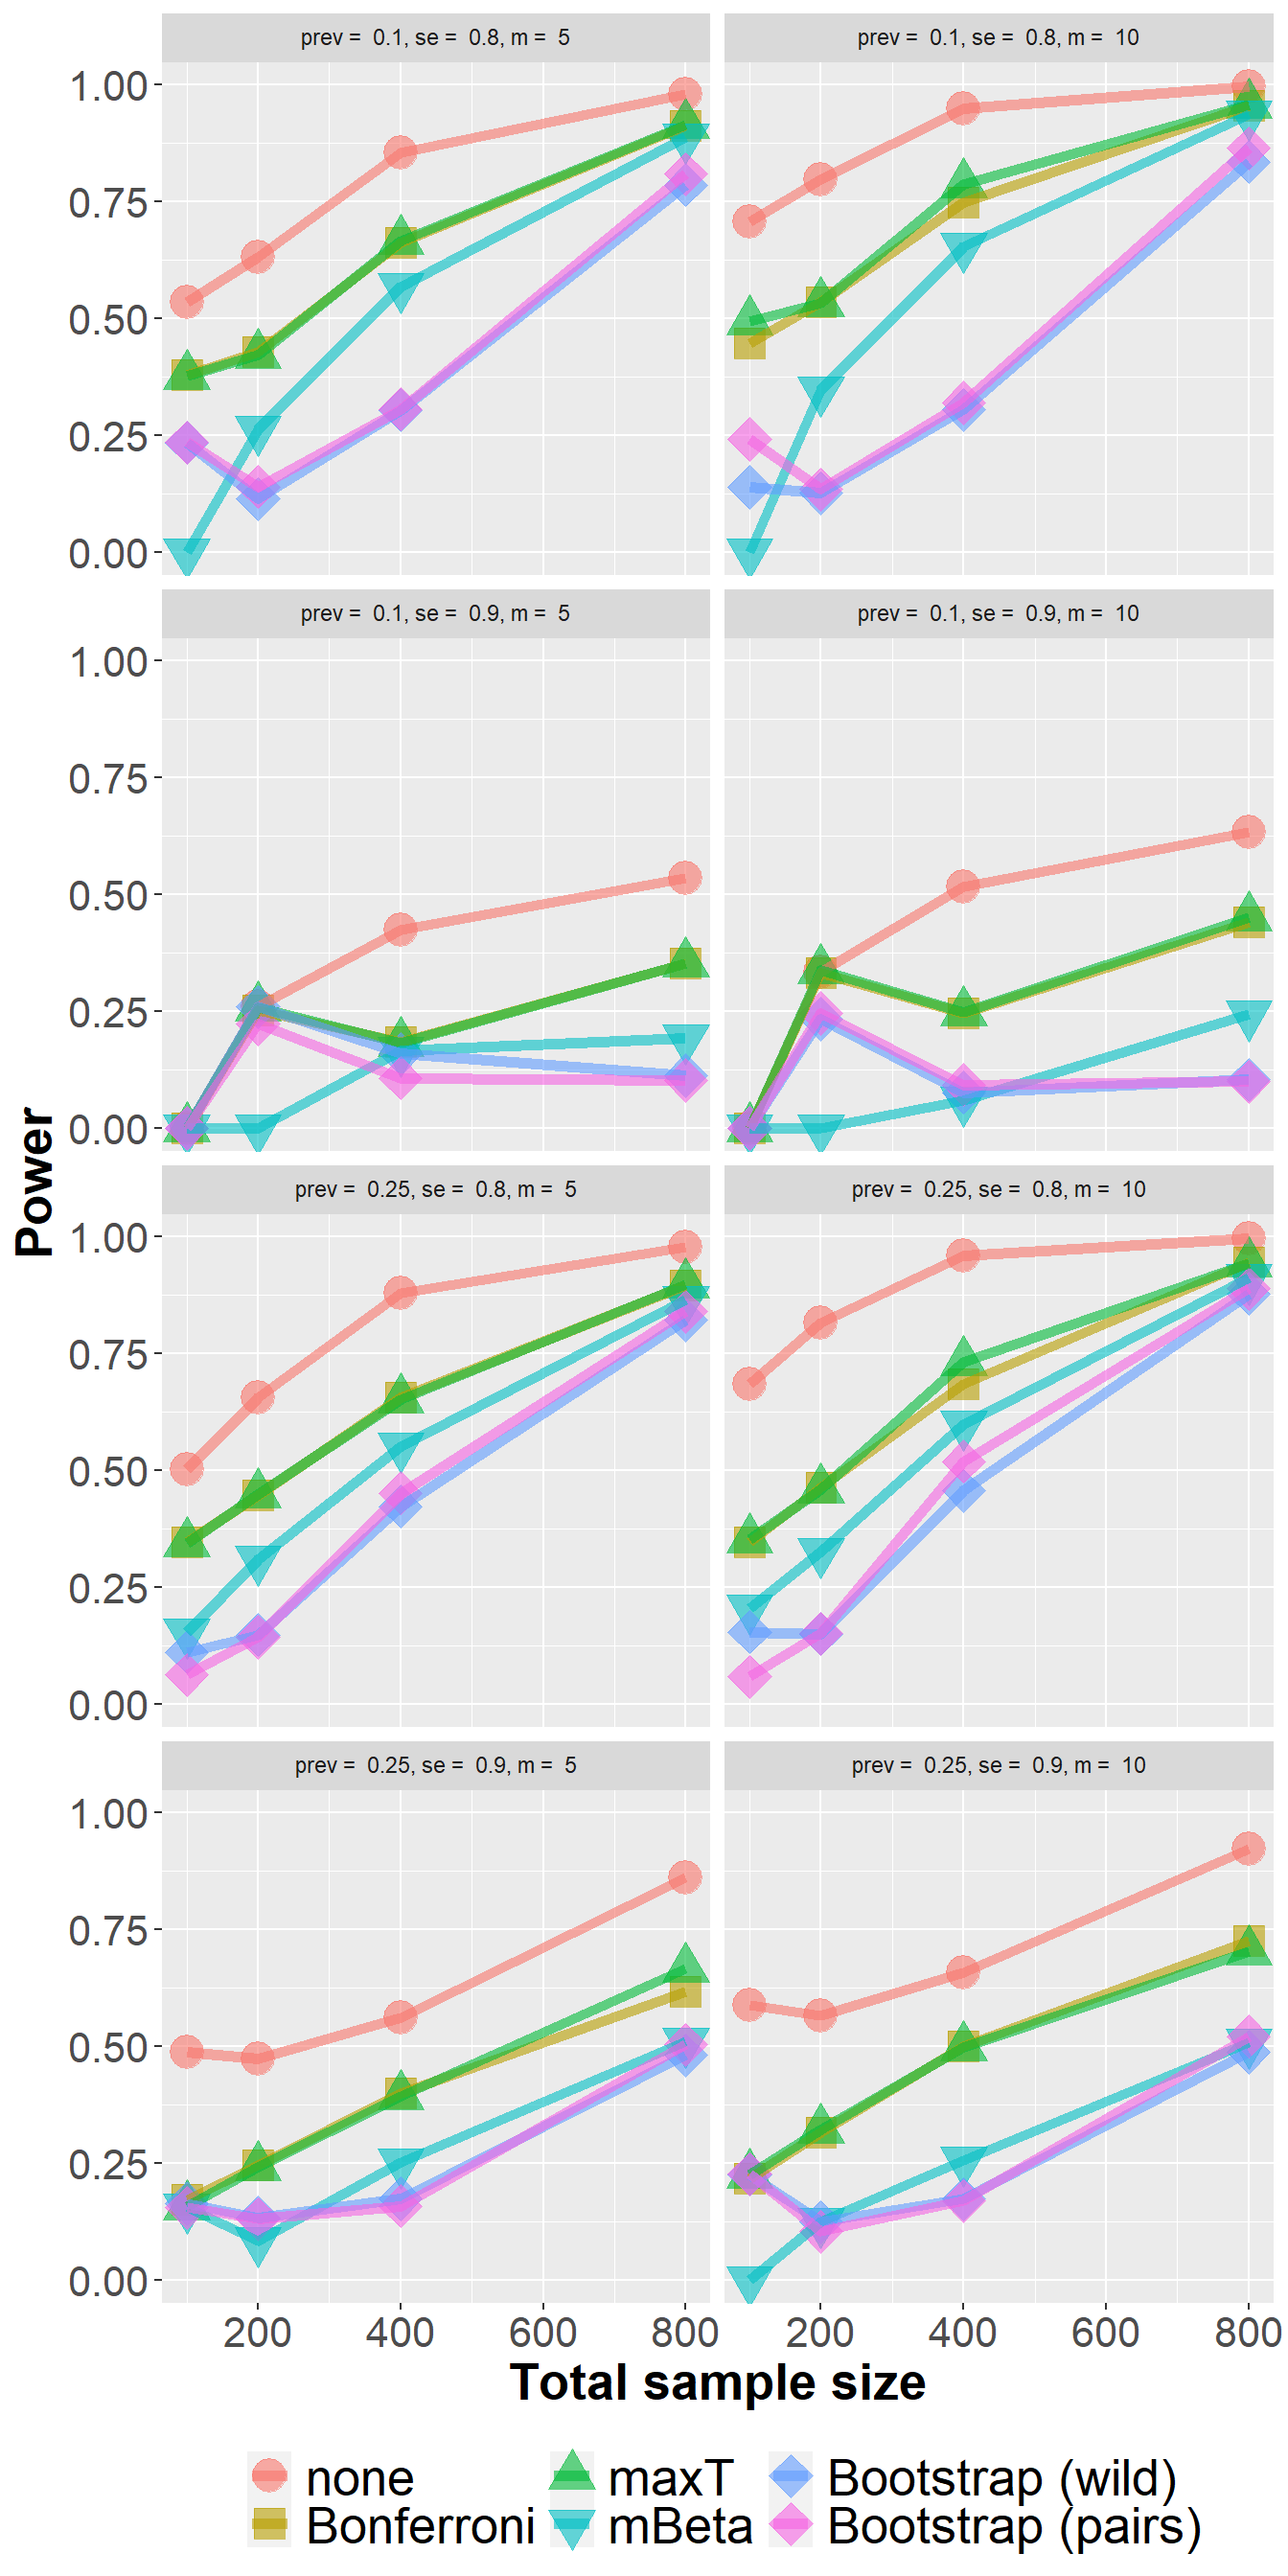 prev =  0.1, se =  0.8, m =  5
prev =  0.1, se =  0.8, m =  10
1.00
0.75
0.50
0.25
0.00
prev =  0.1, se =  0.9, m =  5
prev =  0.1, se =  0.9, m =  10
1.00
0.75
0.50
0.25
0.00
Power
prev =  0.25, se =  0.8, m =  5
prev =  0.25, se =  0.8, m =  10
1.00
0.75
0.50
0.25
0.00
prev =  0.25, se =  0.9, m =  5
prev =  0.25, se =  0.9, m =  10
1.00
0.75
0.50
0.25
0.00
200 400 600 800
200 400 600 800
Total sample size
none
maxT
Bootstrap (wild)
Bonferroni
mBeta
Bootstrap (pairs)